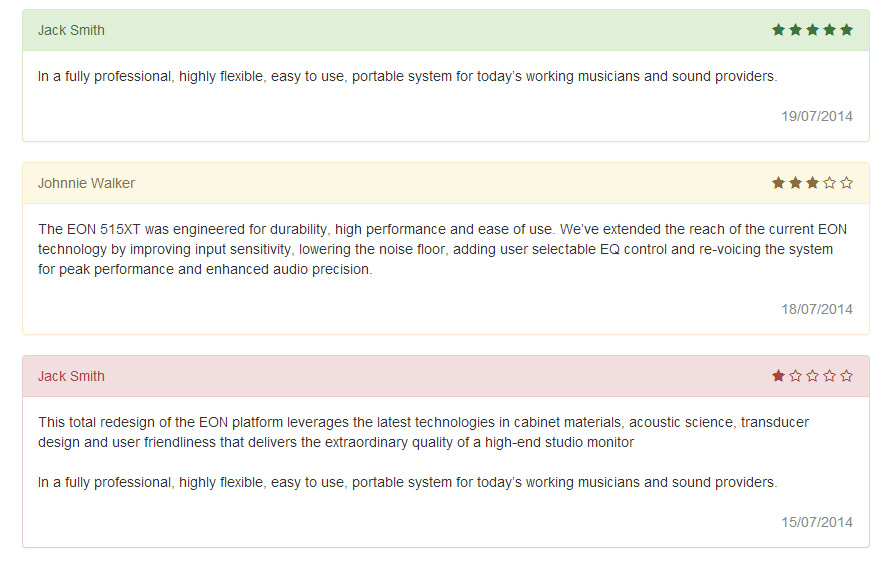 Jack Smith
In a fully professional, highly flexible, easy to use, portable system for today's working musicians and sound providers.
19/07/2014
Johnnie Walker
The EON 515XT was engineered for durability, high performance and ease of use. We've extended the reach of the current EON
technology by improving input sensitivity, lowering the noise floor, adding user selectable EQ control and re-voicing the system
for peak performance and enhanced audio precision.
18/07/2014
Jack Smith
This total redesign of the EON platform leverages the latest technologies in cabinet materials, acoustic science, transducer
design and user friendliness that delivers the extraordinary quality of a high-end studio monitor
In a fully professional, highly flexible, easy to use, portable system for today's working musicians and sound providers.
15/07/2014